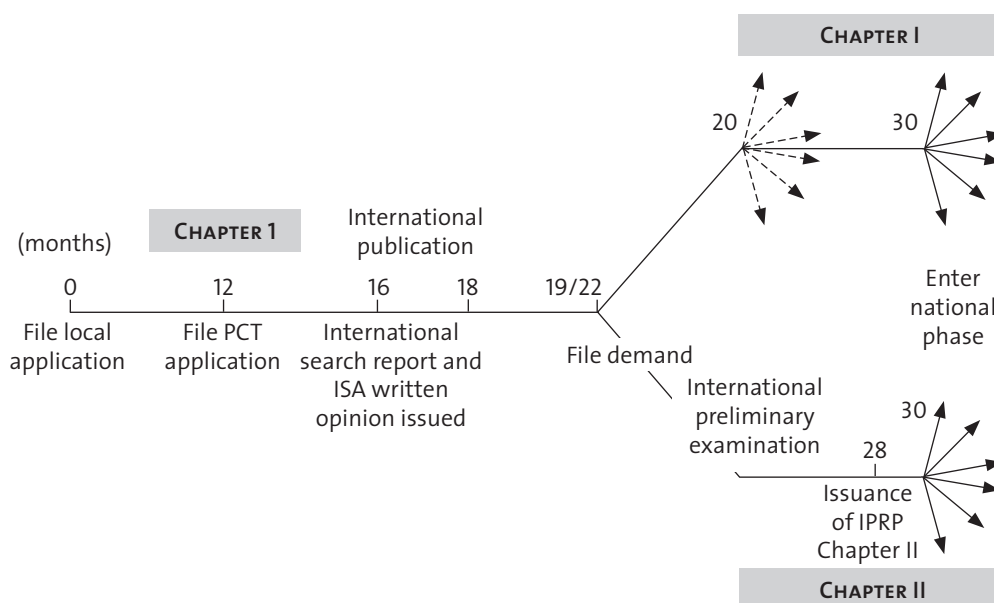 CHAPTER I
20
30
International
publication
CHAPTER 1
(months)
0
12
16
18
19/22
File local
application
File PCT
application
International
search report and
ISA written
opinion issued
File demand
Enter
national
phase
International
preliminary
examination
30
28
Issuance
of IPRP
Chapter II
CHAPTER II